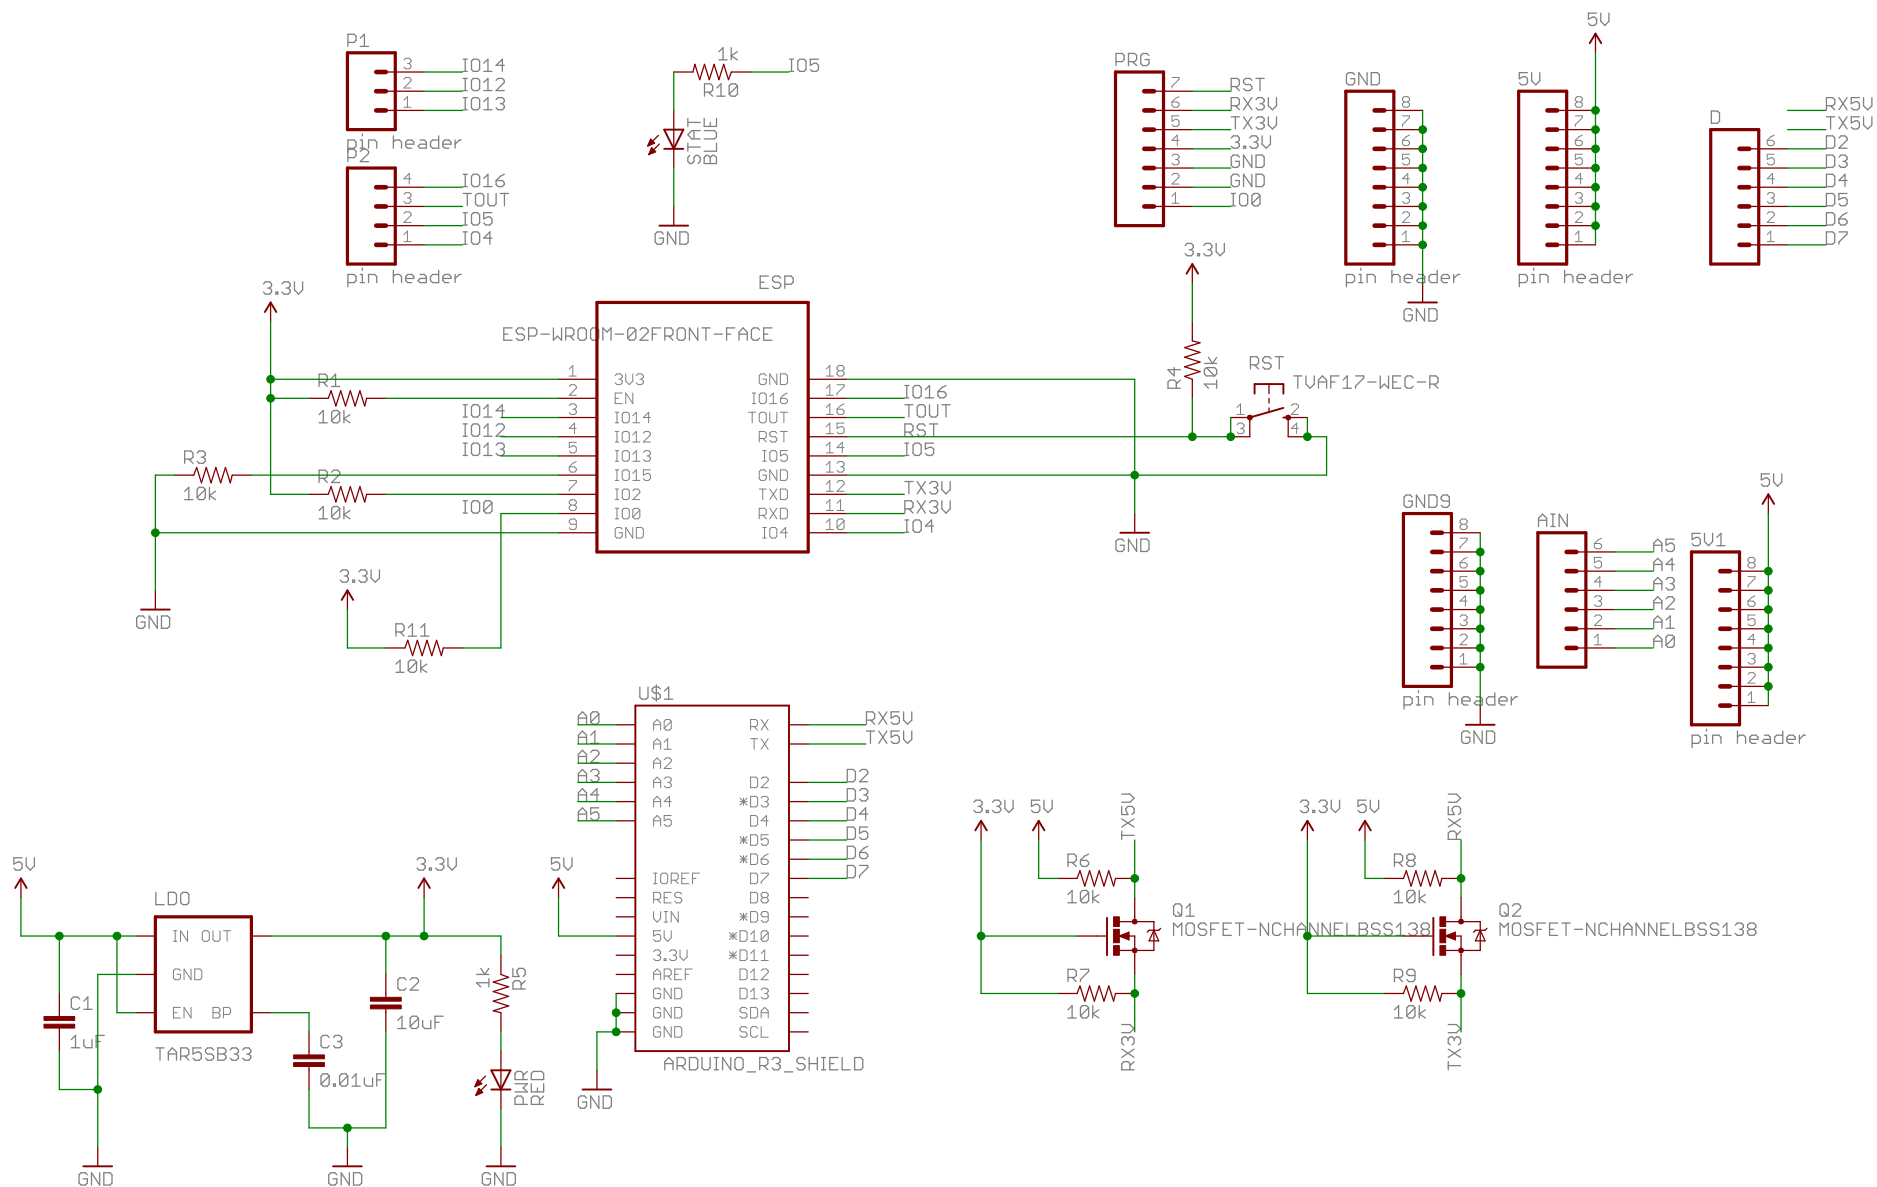 P1
3 IO14
2 IO12
1 IO13
pin header
P2
4 IO16
3 TOUT
2 IO5
1 IO4
pin header
1k
R10
IO5
STAT
BLUE
GND
PRG
7 RST
6 RX3V
5 TX3V
4 3.3V
3 GND
2 GND
1 IO0
GND
8
7
6
5
4
3
2
1
pin header
GND
5V
5V
8
7
6
5
4
3
2
1
pin header
D
RX5V
TX5V
6 D2
5 D3
4 D4
3 D5
2 D6
1 D7
3.3V
ESP
ESP-WROOM-02FRONT-FACE
1 3V3 GND 18
R1 2 EN IO16 17 IO16
10k IO14 3 IO14 TOUT 16 TOUT
IO12 4 IO12 RST 15 RST
IO13 5 IO13 IO5 14 IO5
R3 6 IO15 GND 13
10k
R2 7 IO2 TXD 12 TX3V
10k IO0 8 IO0 RXD 11 RX3V
9 GND IO4 10 IO4
GND
3.3V
R11
10k
3.3V
R4
10k
RST
TVAF17-WEC-R
1 2
3 4
GND
GND9
8
7
6
5
4
3
2
1
pin header
GND
AIN
6 A5
5 A4
4 A3
3 A2
2 A1
1 A0
5V
5V1
8
7
6
5
4
3
2
1
pin header
U$1
A0 A0 RX RX5V
A1 A1 TX TX5V
A2 A2
A3 A3 D2 D2
A4 A4 *D3 D3
A5 A5 D4 D4
*D5 D5
*D6 D6
IOREF D7 D7
RES D8
VIN *D9
5V
5V *D10
3.3V *D11
AREF D12
GND D13
GND SDA
GND SCL
ARDUINO_R3_SHIELD
GND
5V
3.3V
LDO
IN OUT
GND
EN BP
TAR5SB33
C1
1uF
C2
10uF
C3
0.01uF
1k
R5
PWR
RED
GND
GND
GND
3.3V 5V
TX5V
R6
10k
Q1
MOSFET-NCHANNELBSS138
R7
10k
RX3V
3.3V 5V
RX5V
R8
10k
Q2
MOSFET-NCHANNELBSS138
R9
10k
TX3V